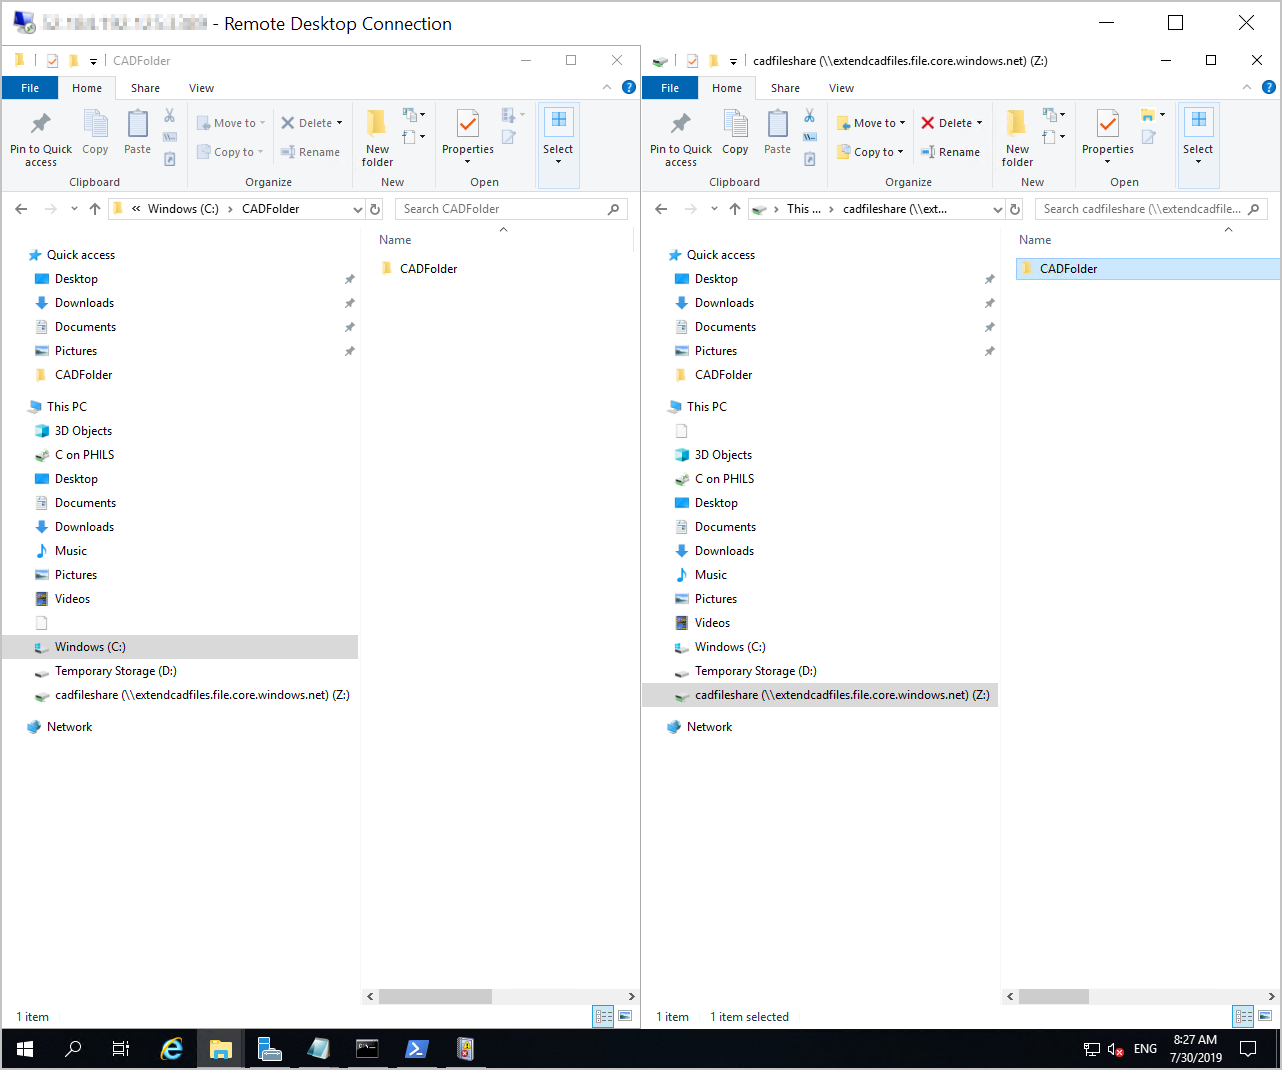 - Remote Desktop Connection
CADFolder
File Home Share View
Pin to Quick access
Copy
Paste
Clipboard
Move to
Copy to
Delete
Rename
Organize
New folder
New
Properties
Open
Select
« Windows (C:) > CADFolder
Search CADFolder
Quick access
Desktop
Downloads
Documents
Pictures
CADFolder
This PC
3D Objects
C on PHILS
Desktop
Documents
Downloads
Music
Pictures
Videos
Windows (C:)
Temporary Storage (D:)
cadfileshare (\\extendcadfiles.file.core.windows.net) (Z:)
Network
Name
CADFolder
1 item
cadfileshare (\\extendcadfiles.file.core.windows.net) (Z:)
File Home Share View
Pin to Quick access
Copy
Paste
Clipboard
Move to
Copy to
Delete
Rename
Organize
New folder
New
Properties
Open
Select
This ... > cadfileshare (\\ext...
Search cadfileshare (\\extendcadfile...
Quick access
Desktop
Downloads
Documents
Pictures
CADFolder
This PC
3D Objects
C on PHILS
Desktop
Documents
Downloads
Music
Pictures
Videos
Windows (C:)
Temporary Storage (D:)
cadfileshare (\\extendcadfiles.file.core.windows.net) (Z:)
Network
Name
CADFolder
1 item 1 item selected
ENG
8:27 AM
7/30/2019